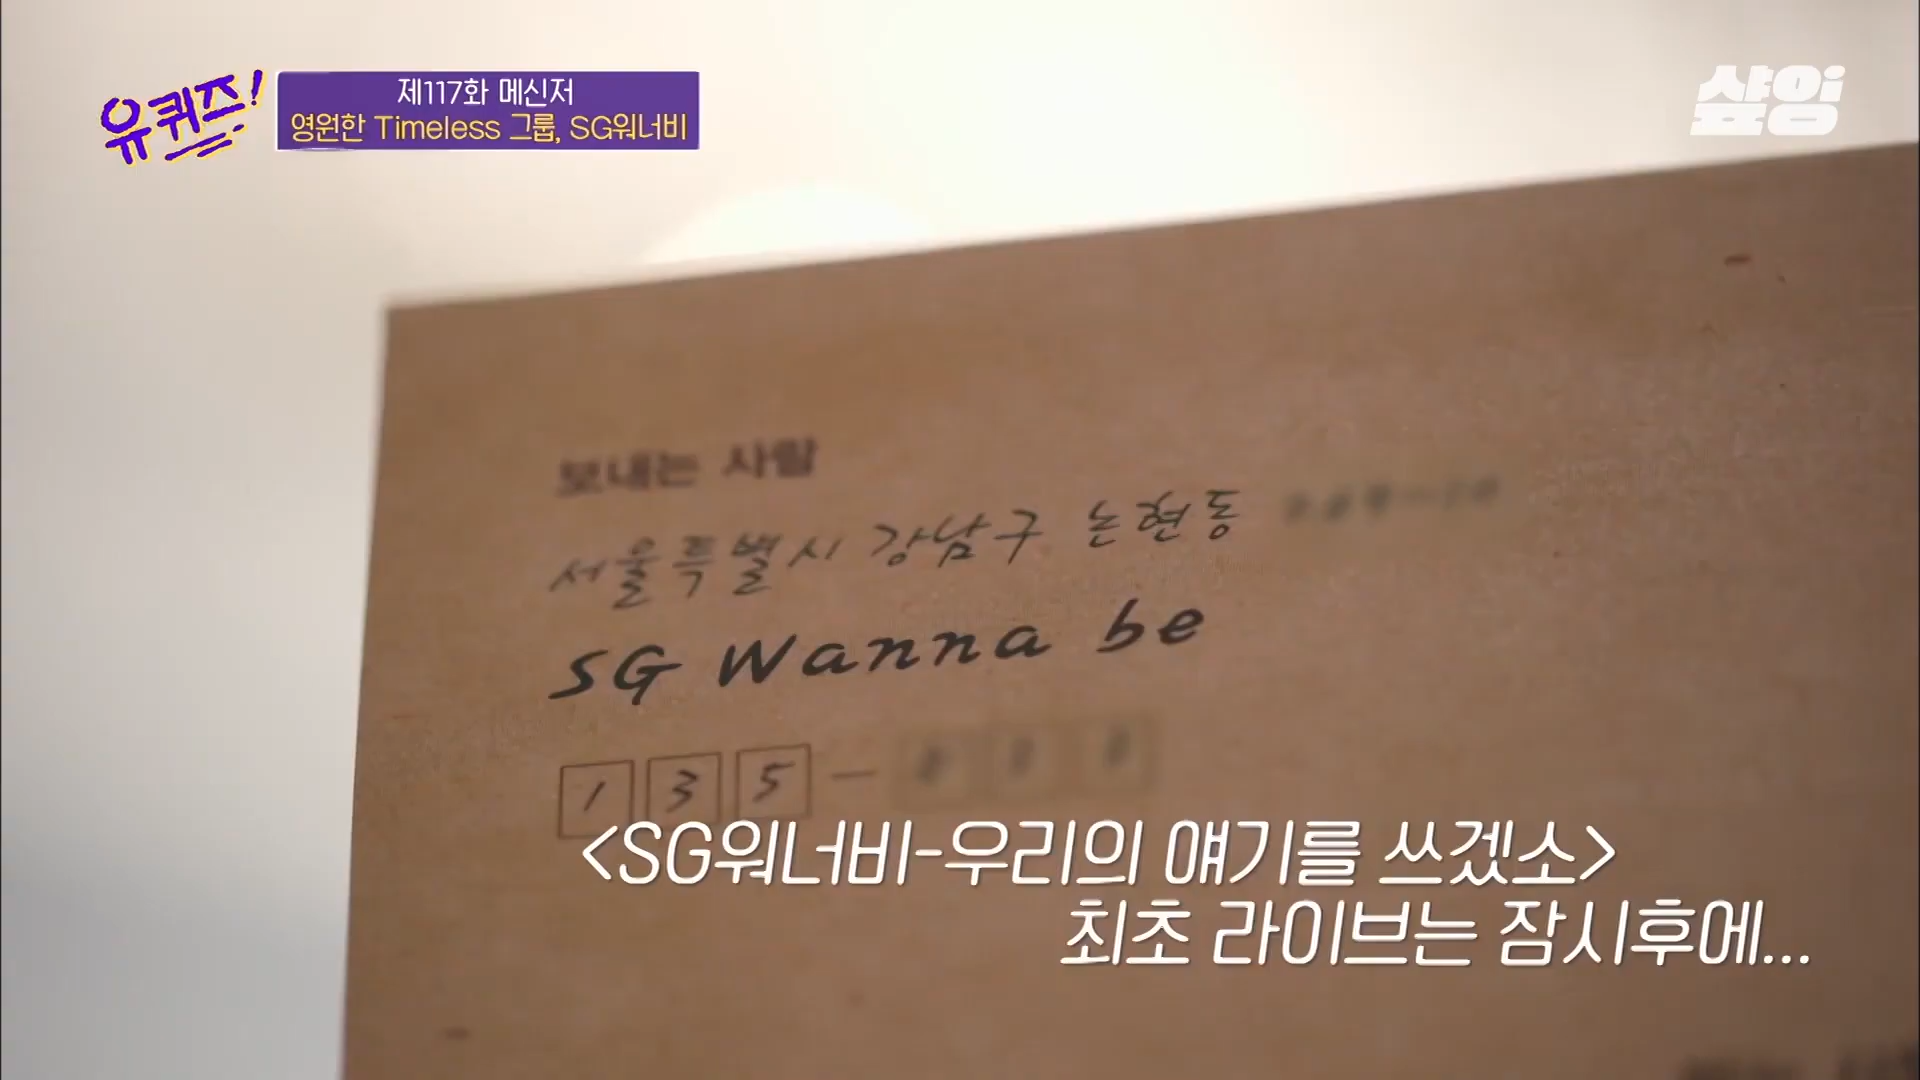 유퀴즈!
제117화 메신저
영원한 Timeless 그룹, SG워너비
샾잉
보내는 사람
서울특별시 강남구 논현동
SG Wanna be
1 3 5 -
<SG워너비-우리의 얘기를 쓰겠소>
최초 라이브는 잠시후에...